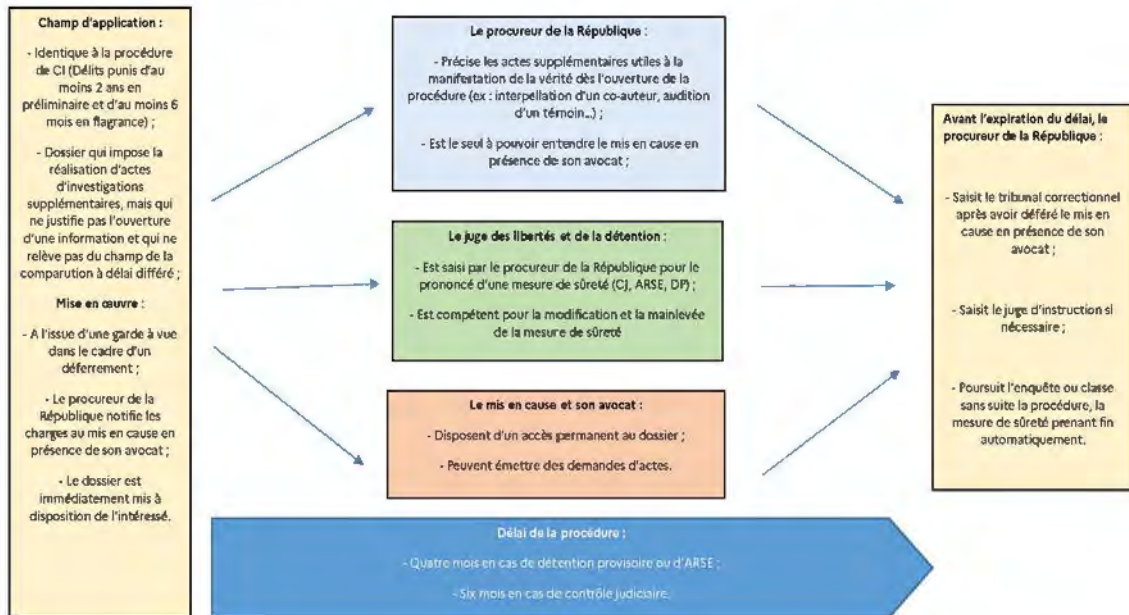 Champ d'application :
- Identique à la procédure
de CI (Délits punis d'au
moins 2 ans en
préliminaire et d'au moins 6
mois en flagrance) ;
- Dossier qui impose la
réalisation d'actes
d'investigations
supplémentaires, mais qui
ne justifie pas l'ouverture
d'une information et qui ne
relève pas du champ de la
comparution à délai différé ;
Mise en œuvre :
- A l'issue d'une garde à vue
dans le cadre d'un
déferrement ;
- Le procureur de la
République notifie les
charges au mis en cause en
présence de son avocat ;
- Le dossier est
immédiatement mis à
disposition de l'intéressé.
Le procureur de la République :
- Précise les actes supplémentaires utiles à la
manifestation de la vérité dès l'ouverture de la
procédure (ex : interpellation d'un co-auteur, audition
d'un témoin...) ;
- Est le seul à pouvoir entendre le mis en cause en
présence de son avocat ;
Le juge des libertés et de la détention :
- Est saisi par le procureur de la République pour le
prononcé d'une mesure de sûreté (CJ, ARSE, DP) ;
- Est compétent pour la modification et la mainlevée
de la mesure de sûreté
Le mis en cause et son avocat :
- Disposent d'un accès permanent au dossier ;
- Peuvent émettre des demandes d'actes.
Délai de la procédure :
- Quatre mois en cas de détention provisoire ou d'ARSE ;
- Six mois en cas de contrôle judiciaire.
Avant l'expiration du délai, le
procureur de la République :
- Saisit le tribunal correctionnel
après avoir déféré le mis en
cause en présence de son
avocat ;
- Saisit le juge d'instruction si
nécessaire ;
- Poursuit l'enquête ou classe
sans suite la procédure, la
mesure de sûreté prenant fin
automatiquement.